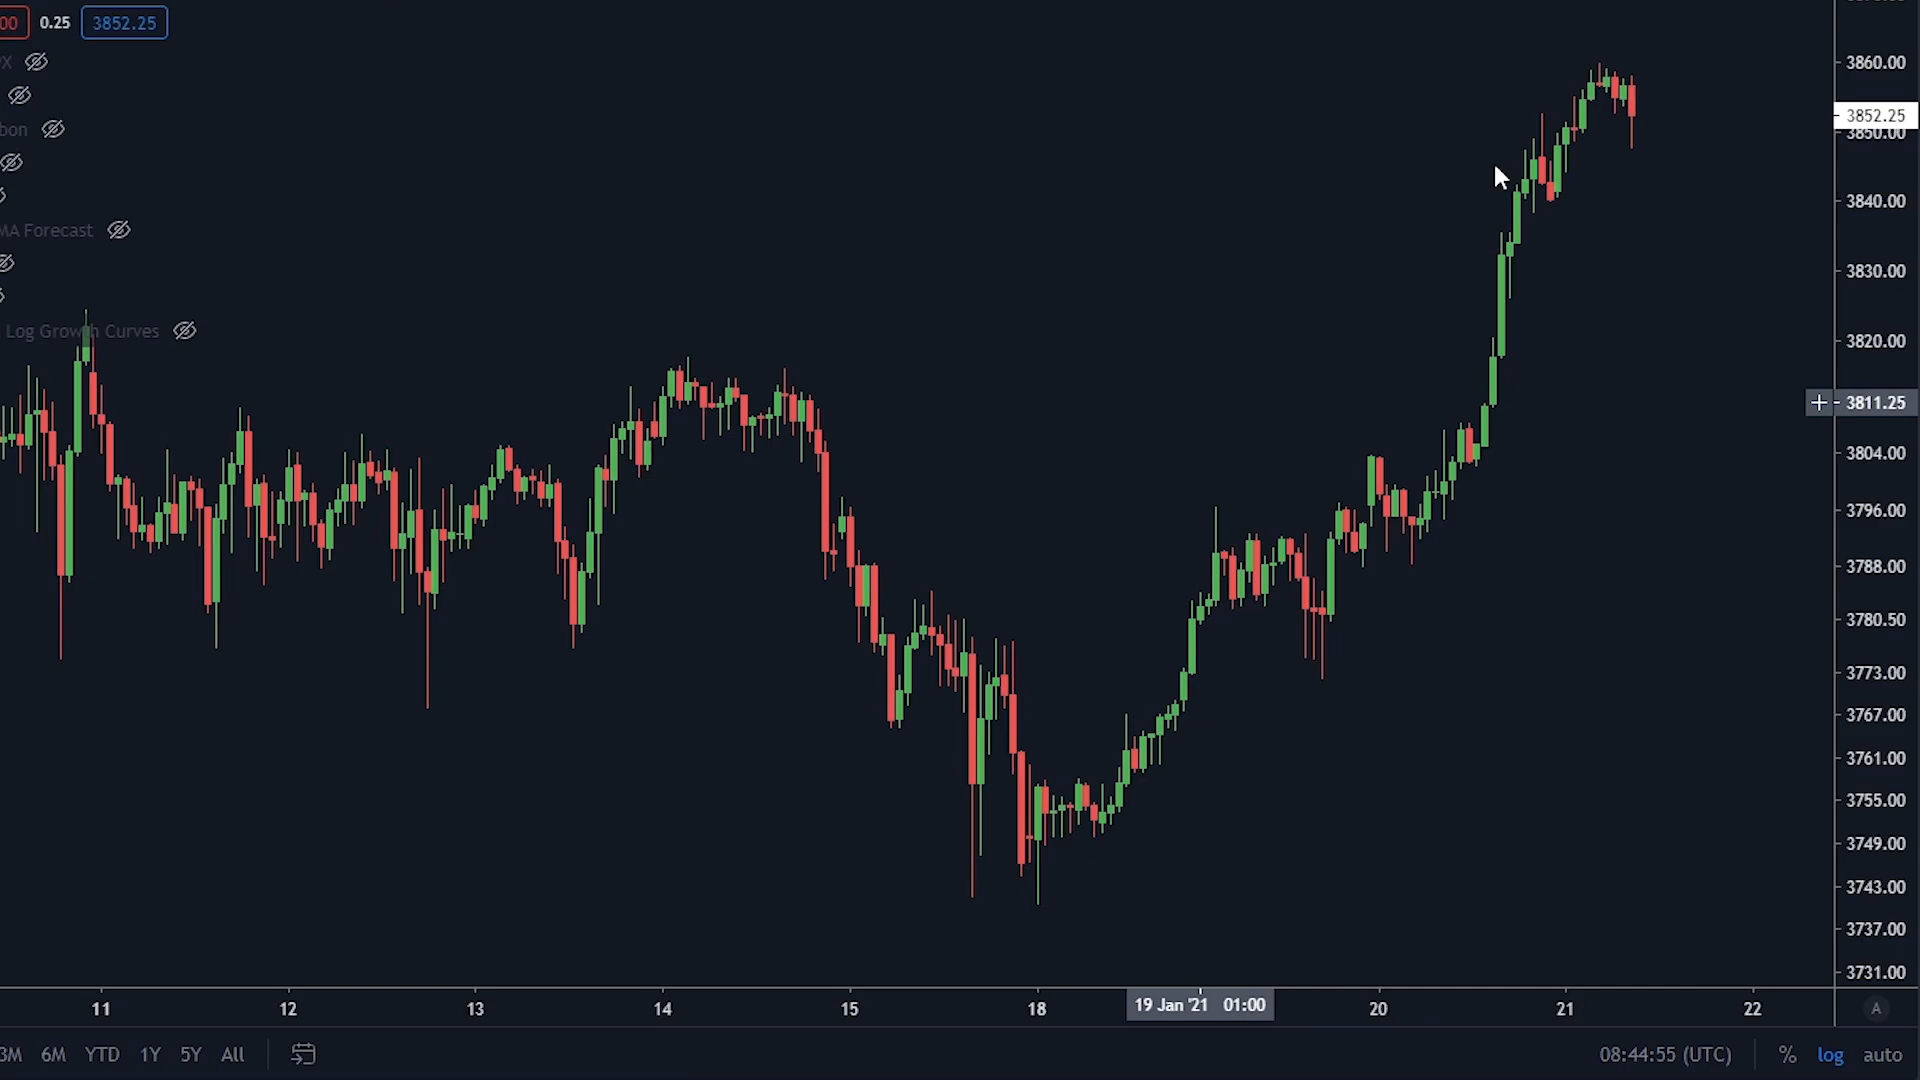 00 0.25 3852.25
X
bon
MA Forecast
Log Growth Curves
3860.00
3852.25
3850.00
3840.00
3830.00
3820.00
3811.25
3804.00
3796.00
3788.00
3780.50
3773.00
3767.00
3761.00
3755.00
3749.00
3743.00
3737.00
3731.00
11 12 13 14 15 18 19 Jan '21 01:00 20 21 22 A
3M 6M YTD 1Y 5Y All 08:44:55 (UTC) % log auto